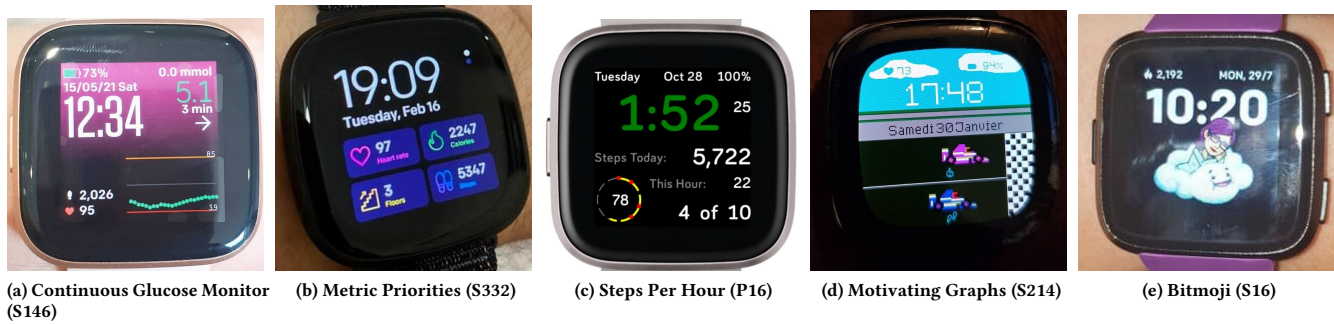 73%
0.0 mmol
15/05/21 Sat
5.1
12:34
3 min
8.5
2,026
95
3.9
19:09
Tuesday, Feb 16
97
Heart rate
2247
Calories
3
Floors
5347
Steps
Tuesday Oct 28 100%
1:52 25
Steps Today: 5,722
This Hour: 22
78
4 of 10
73
94%
17:48
Samedi 30 Janvier
2,192
MON, 29/7
10:20
(a) Continuous Glucose Monitor
(S146)
(b) Metric Priorities (S332)
(c) Steps Per Hour (P16)
(d) Motivating Graphs (S214)
(e) Bitmoji (S16)